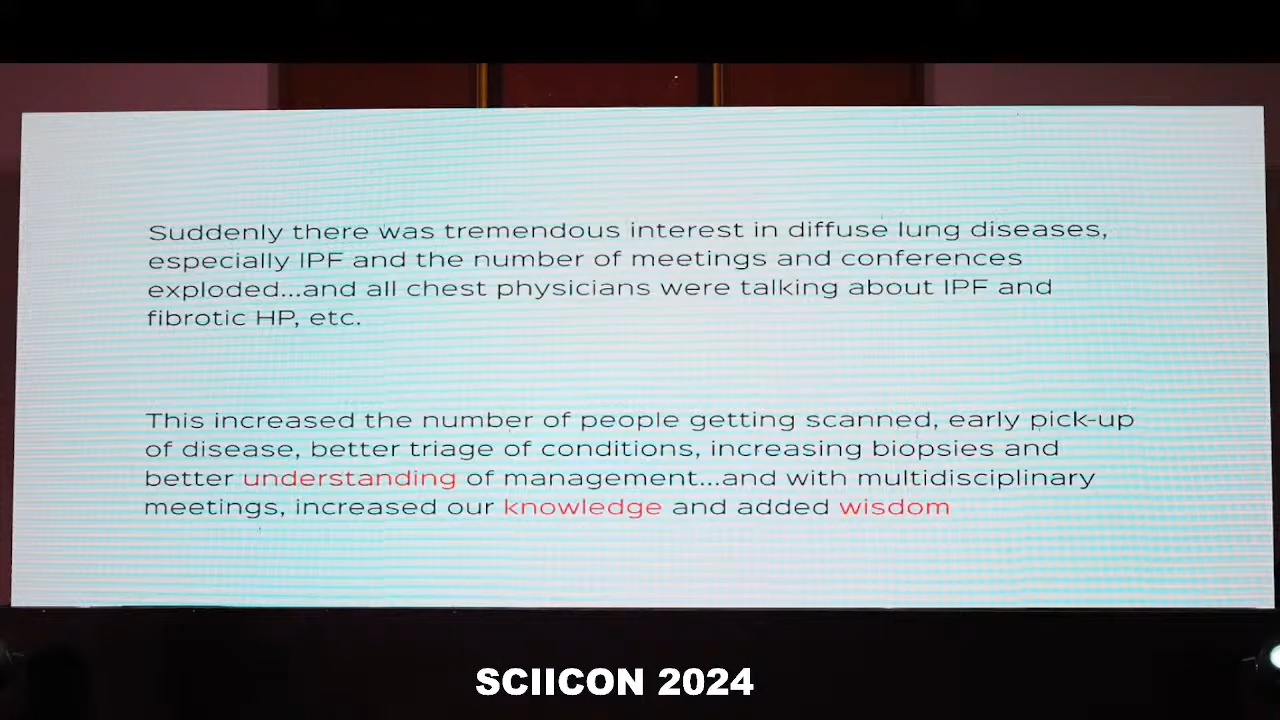 Suddenly there was tremendous interest in diffuse lung diseases,
especially IPF and the number of meetings and conferences
exploded...and all chest physicians were talking about IPF and
fibrotic HP, etc.
This increased the number of people getting scanned, early pick-up
of disease, better triage of conditions, increasing biopsies and
better understanding of management...and with multidisciplinary
meetings, increased our knowledge and added wisdom
SCIICON 2024